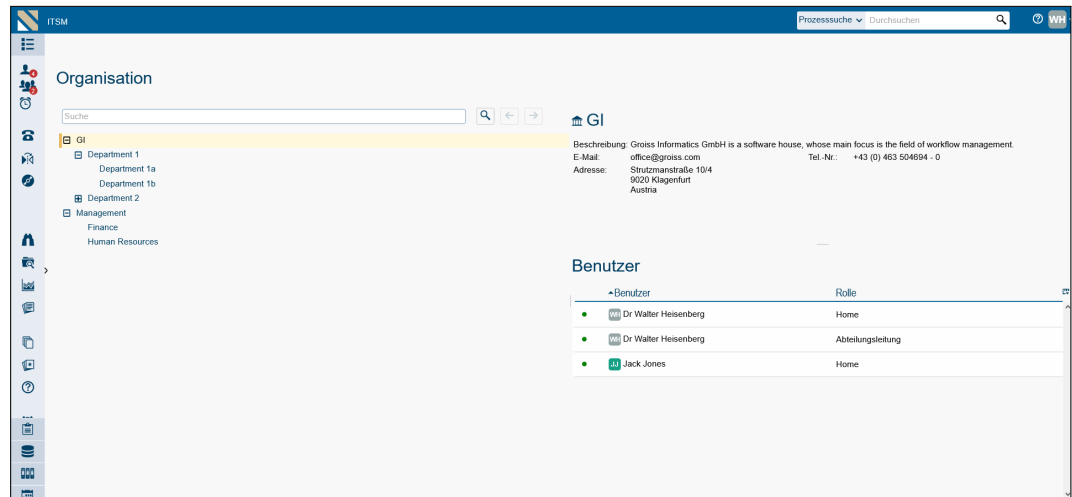 ITSM
Prozesssuche Durchsuchen
WH
4
7
Organisation
Suche
GI
Department 1
Department 1a
Department 1b
Department 2
Management
Finance
Human Resources
GI
Beschreibung: Groiss Informatics GmbH is a software house, whose main focus is the field of workflow management.
E-Mail: office@groiss.com Tel.-Nr.: +43 (0) 463 504694 - 0
Adresse: Strutzmanstraße 10/4
9020 Klagenfurt
Austria
Benutzer
Benutzer Rolle
WH Dr Walter Heisenberg Home
WH Dr Walter Heisenberg Abteilungsleitung
JJ Jack Jones Home